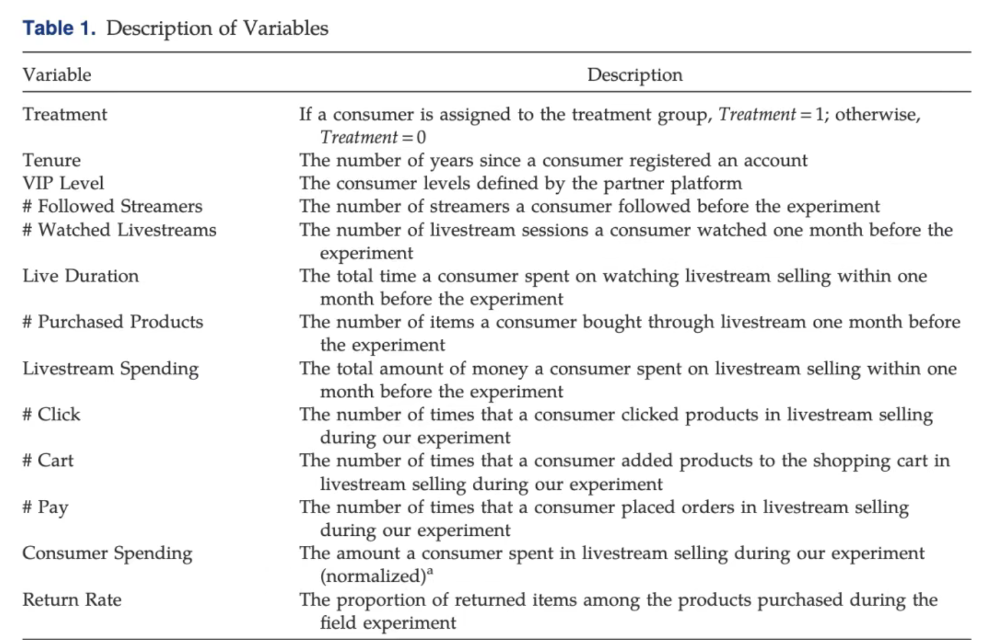 Table 1. Description of Variables
Variable Description
Treatment If a consumer is assigned to the treatment group, Treatment = 1; otherwise,
Treatment = 0
Tenure The number of years since a consumer registered an account
VIP Level The consumer levels defined by the partner platform
# Followed Streamers The number of streamers a consumer followed before the experiment
# Watched Livestreams The number of livestream sessions a consumer watched one month before the
experiment
Live Duration The total time a consumer spent on watching livestream selling within one
month before the experiment
# Purchased Products The number of items a consumer bought through livestream one month before
the experiment
Livestream Spending The total amount of money a consumer spent on livestream selling within one
month before the experiment
# Click The number of times that a consumer clicked products in livestream selling
during our experiment
# Cart The number of times that a consumer added products to the shopping cart in
livestream selling during our experiment
# Pay The number of times that a consumer placed orders in livestream selling
during our experiment
Consumer Spending The amount a consumer spent in livestream selling during our experiment
(normalized)ᵃ
Return Rate The proportion of returned items among the products purchased during the
field experiment